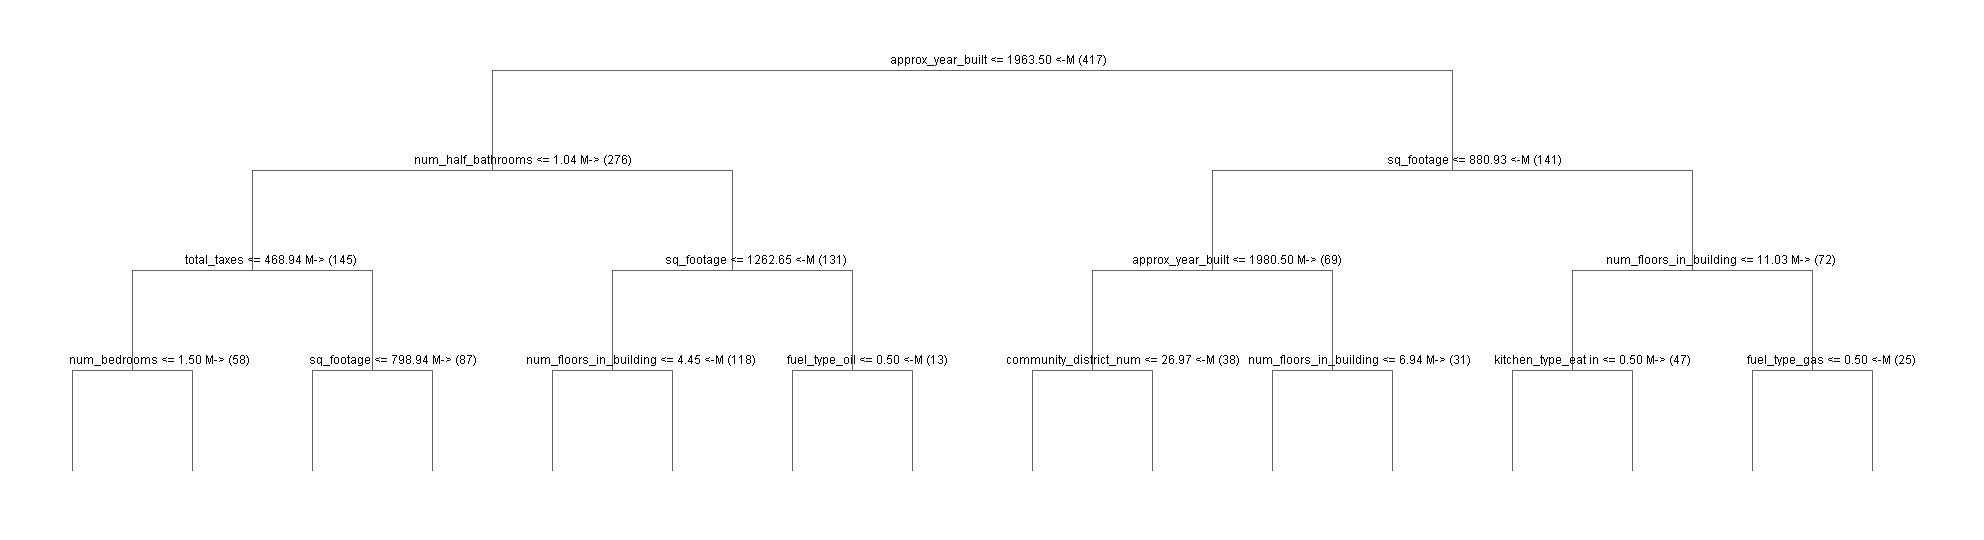 approx_year_built <= 1963.50 <-M (417)
num_half_bathrooms <= 1.04 M-> (276)
sq_footage <= 880.93 <-M (141)
total_taxes <= 468.94 M-> (145)
sq_footage <= 1262.65 <-M (131)
approx_year_built <= 1980.50 M-> (69)
num_floors_in_building <= 11.03 M-> (72)
num_bedrooms <= 1.50 M-> (58)
sq_footage <= 798.94 M-> (87)
num_floors_in_building <= 4.45 <-M (118)
fuel_type_oil <= 0.50 <-M (13)
community_district_num <= 26.97 <-M (38)
num_floors_in_building <= 6.94 M-> (31)
kitchen_type_eat in <= 0.50 M-> (47)
fuel_type_gas <= 0.50 <-M (25)